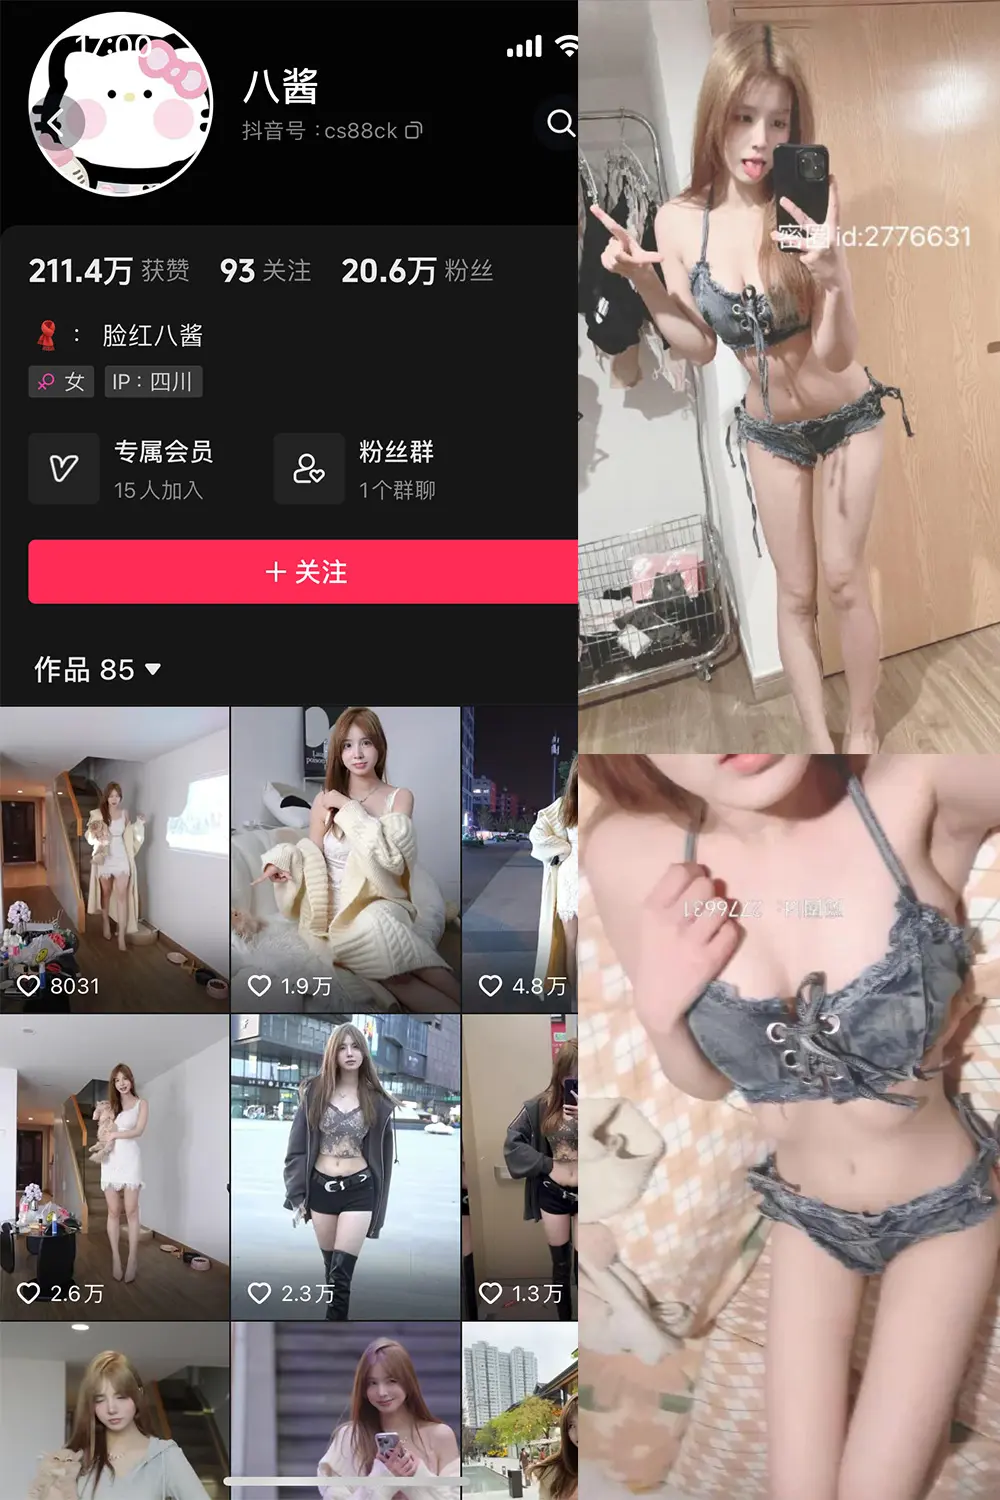 17:00
八酱
抖音号：cs88ck
211.4万 获赞 93 关注 20.6万 粉丝
： 脸红八酱
女 IP：四川
专属会员
15人加入
粉丝群
1个群聊
+ 关注
作品 85
8031
1.9万
4.8万
2.6万
2.3万
1.3万
密圈id:2776631
密圈id: 2776631